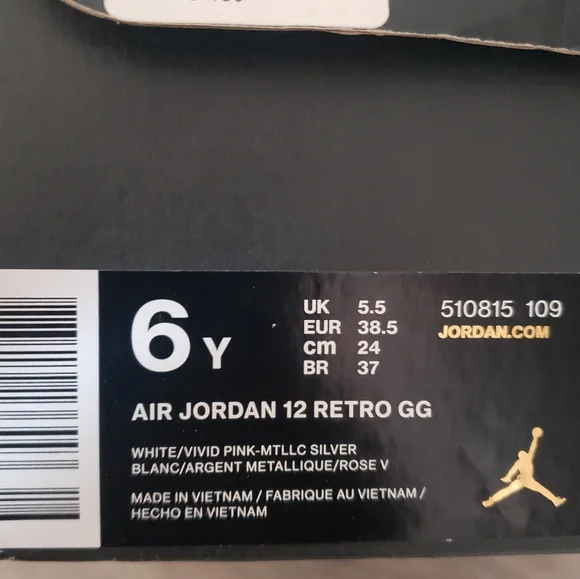 6 Y
UK 5.5
EUR 38.5
cm 24
BR 37
510815 109
JORDAN.COM
AIR JORDAN 12 RETRO GG
WHITE/VIVID PINK-MTLLC SILVER
BLANC/ARGENT METALLIQUE/ROSE V
MADE IN VIETNAM / FABRIQUE AU VIETNAM /
HECHO EN VIETNAM